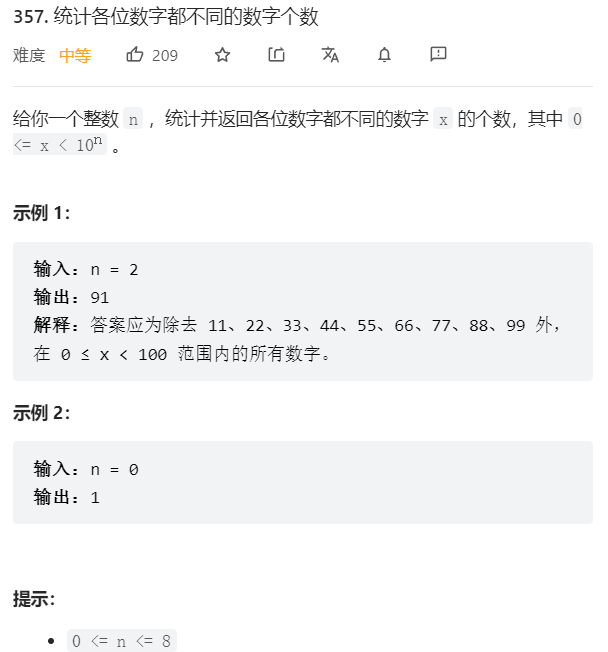 357. 统计各位数字都不同的数字个数
难度 中等 209
给你一个整数 n ，统计并返回各位数字都不同的数字 x 的个数，其中 0
<= x < 10ⁿ 。
示例 1：
输入：n = 2
输出：91
解释：答案应为除去 11、22、33、44、55、66、77、88、99 外，
在 0 ≤ x < 100 范围内的所有数字。
示例 2：
输入：n = 0
输出：1
提示：
• 0 <= n <= 8